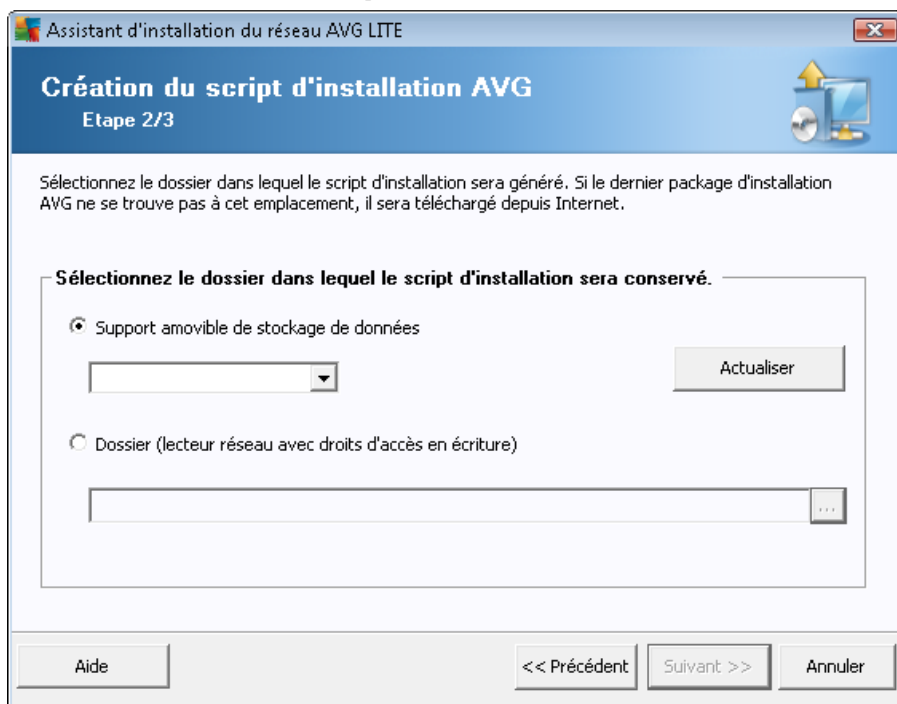 Assistant d'installation du réseau AVG LITE
Création du script d'installation AVG
Etape 2/3
Sélectionnez le dossier dans lequel le script d'installation sera généré. Si le dernier package d'installation
AVG ne se trouve pas à cet emplacement, il sera téléchargé depuis Internet.
Sélectionnez le dossier dans lequel le script d'installation sera conservé.
Support amovible de stockage de données
Actualiser
Dossier (lecteur réseau avec droits d'accès en écriture)
...
Aide
<< Précédent
Suivant >>
Annuler